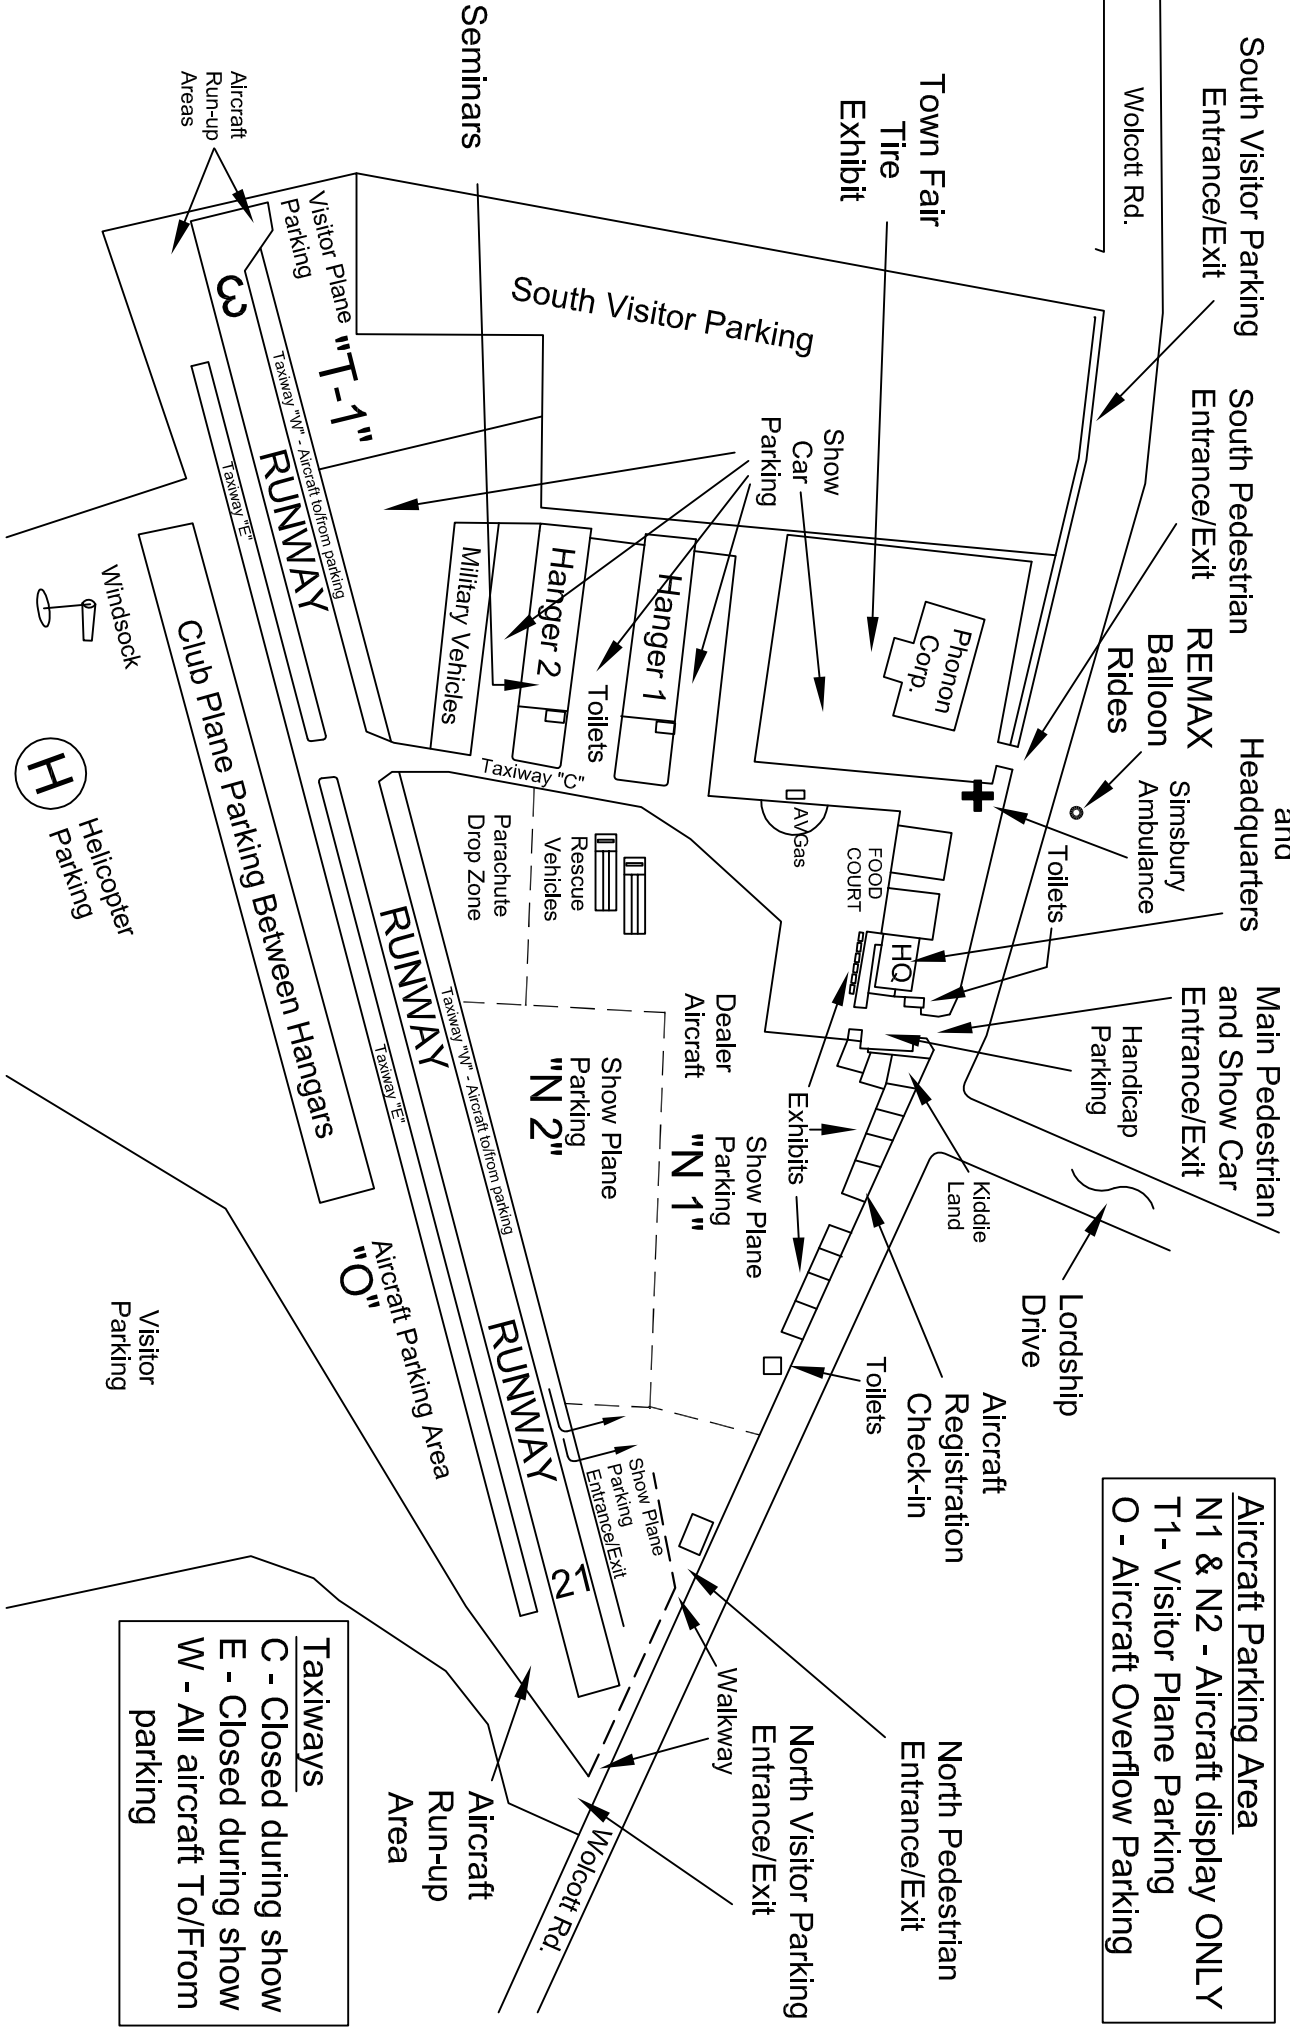 South Visitor Parking
Entrance/Exit
Wolcott Rd.
Town Fair
Tire
Exhibit
Seminars
Aircraft
Run-up
Areas
South Pedestrian
Entrance/Exit
REMAX
Balloon
Rides
and
Headquarters
Simsbury
Ambulance
Toilets
Main Pedestrian
and Show Car
Entrance/Exit
Handicap
Parking
Kiddie
Land
Lordship
Drive
Aircraft
Registration
Check-in
Toilets
Aircraft Parking Area
N1 & N2 - Aircraft display ONLY
T1- Visitor Plane Parking
O - Aircraft Overflow Parking
North Pedestrian
Entrance/Exit
North Visitor Parking
Entrance/Exit
Walkway
Wolcott Rd.
Aircraft
Run-up
Area
South Visitor Parking
Show
Car
Parking
Phonon
Corp.
Hanger 1
Toilets
Hanger 2
Military Vehicles
AVGas
FOOD
COURT
HQ
Exhibits
Taxiway "C"
Rescue
Vehicles
Parachute
Drop Zone
Dealer
Aircraft
Show Plane
Parking
"N 1"
Show Plane
Parking
"N 2"
Show Plane
Parking
Entrance/Exit
Visitor Plane
Parking
"T-1"
Taxiway "W" - Aircraft to/from parking
Taxiway "W" - Aircraft to/from parking
3
RUNWAY
RUNWAY
RUNWAY
21
Taxiway "E"
Taxiway "E"
Club Plane Parking Between Hangars
Aircraft Parking Area
"O"
Windsock
H
Helicopter
Parking
Visitor
Parking
Taxiways
C - Closed during show
E - Closed during show
W - All aircraft To/From
parking